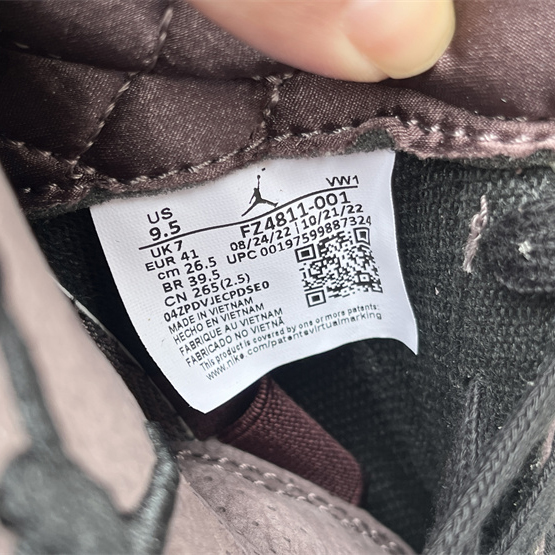 US VW1
9.5 FZ4811-001
UK 7 08/24/22 | 10/21/22
EUR 41 UPC 00197599887324
cm 26.5
BR 39.5
CN 265(2.5)
04ZPDVJECPDSE0
MADE IN VIETNAM
HECHO EN VIETNAM
FABRIQUE AU VIETNAM
FABRICADO NO VIETNÃ
This product is covered by one or more patents:
www.nike.com/patentsvirtualmarking